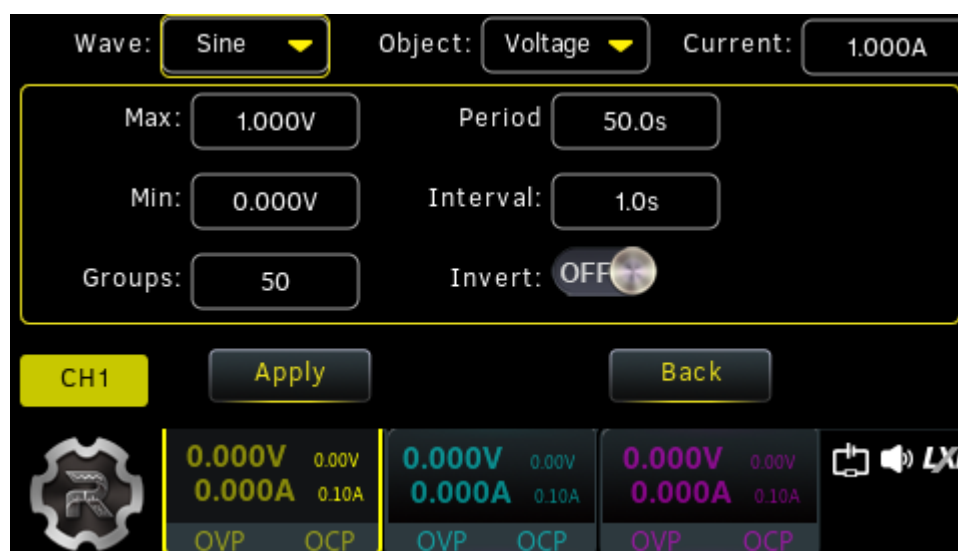 Wave: Sine Object: Voltage Current: 1.000A
Max: 1.000V Period 50.0s
Min: 0.000V Interval: 1.0s
Groups: 50 Invert: OFF
CH1 Apply Back
0.000V 0.00V 0.000V 0.00V 0.000V 0.00V
0.000A 0.10A 0.000A 0.10A 0.000A 0.10A
OVP OCP OVP OCP OVP OCP
R
LXI